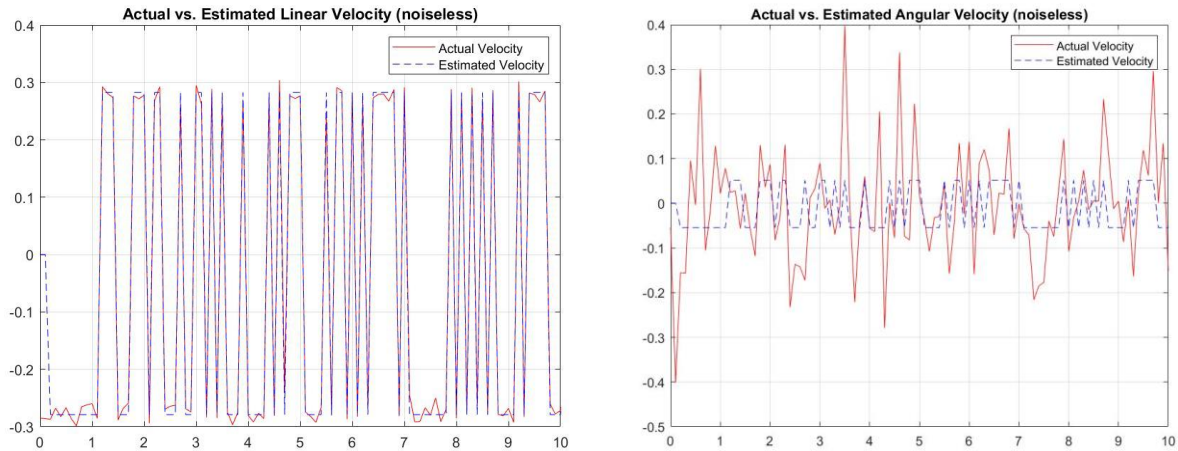 Actual vs. Estimated Linear Velocity (noiseless)
0.4
0.3
0.2
0.1
0
-0.1
-0.2
-0.3
0 1 2 3 4 5 6 7 8 9 10
Actual Velocity
Estimated Velocity
Actual vs. Estimated Angular Velocity (noiseless)
0.4
0.3
0.2
0.1
0
-0.1
-0.2
-0.3
-0.4
-0.5
0 1 2 3 4 5 6 7 8 9 10
Actual Velocity
Estimated Velocity